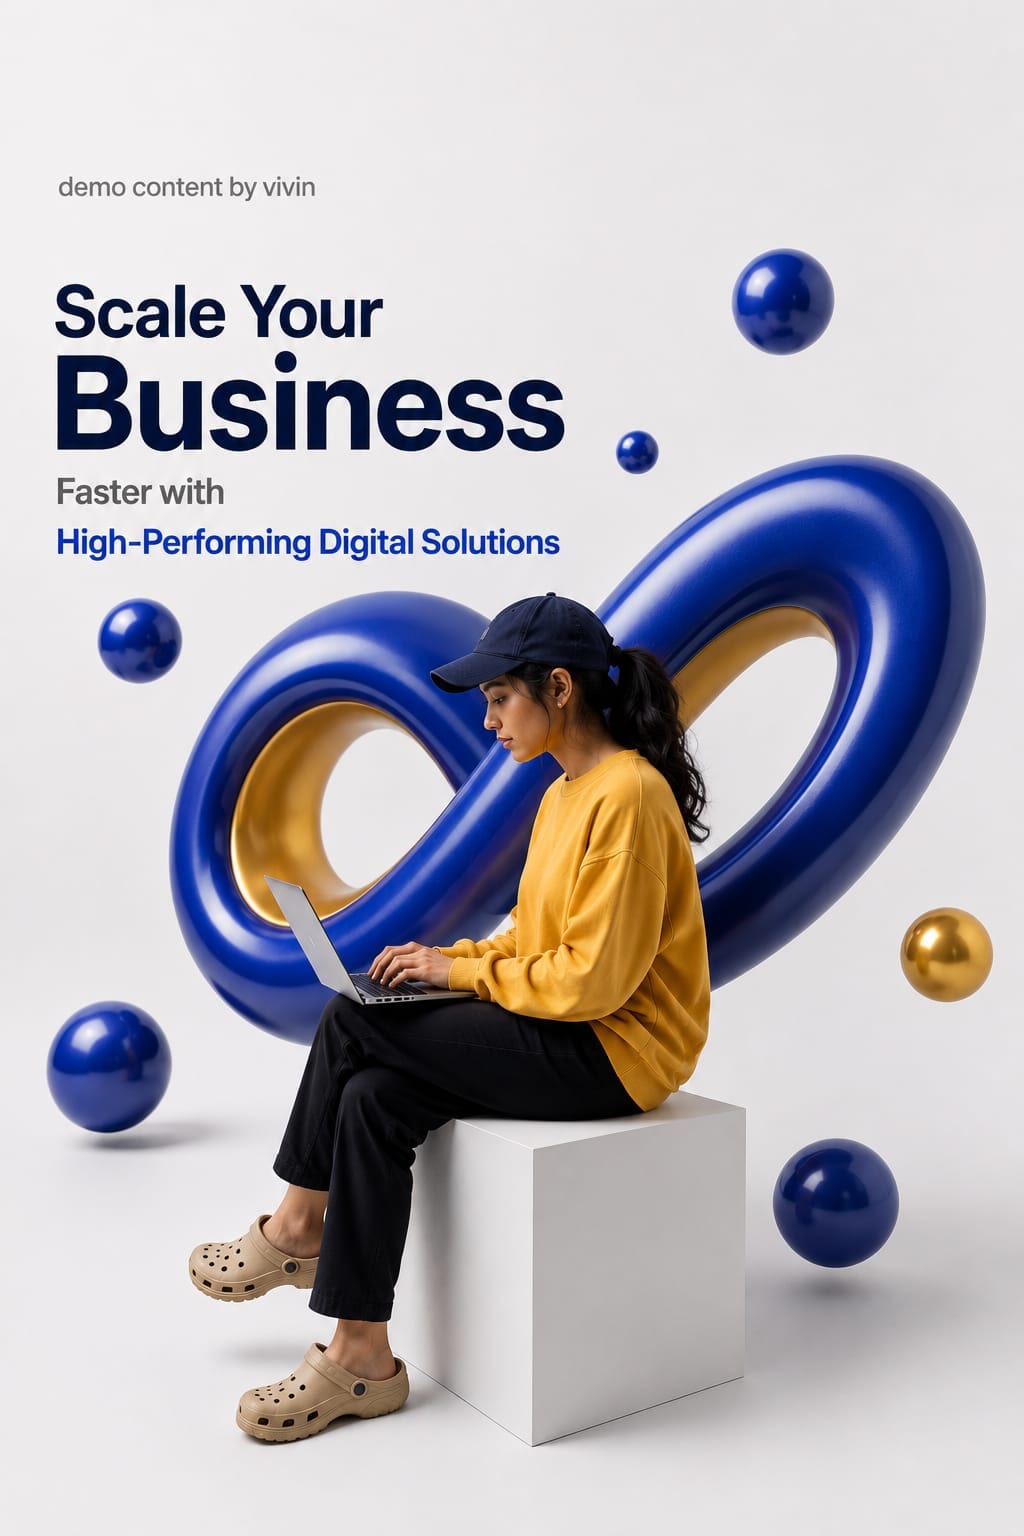 demo content by vivin
Scale Your
Business
Faster with
High-Performing Digital Solutions